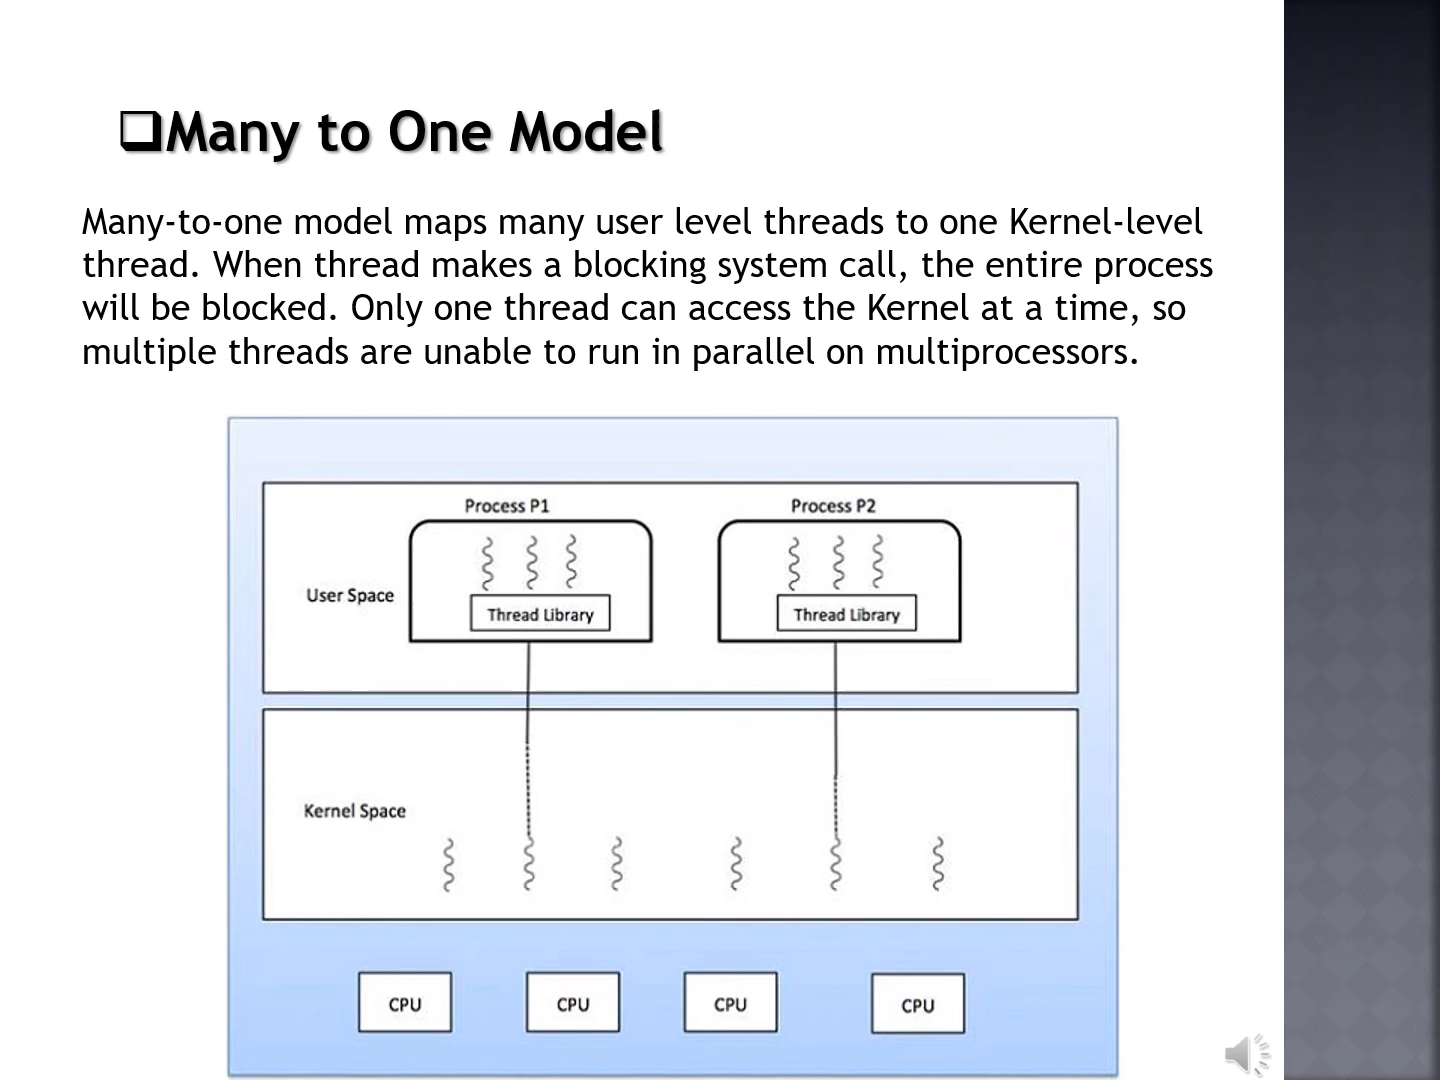 Many to One Model
Many-to-one model maps many user level threads to one Kernel-level
thread. When thread makes a blocking system call, the entire process
will be blocked. Only one thread can access the Kernel at a time, so
multiple threads are unable to run in parallel on multiprocessors.
Process P1
Process P2
User Space
Thread Library
Thread Library
Kernel Space
CPU
CPU
CPU
CPU